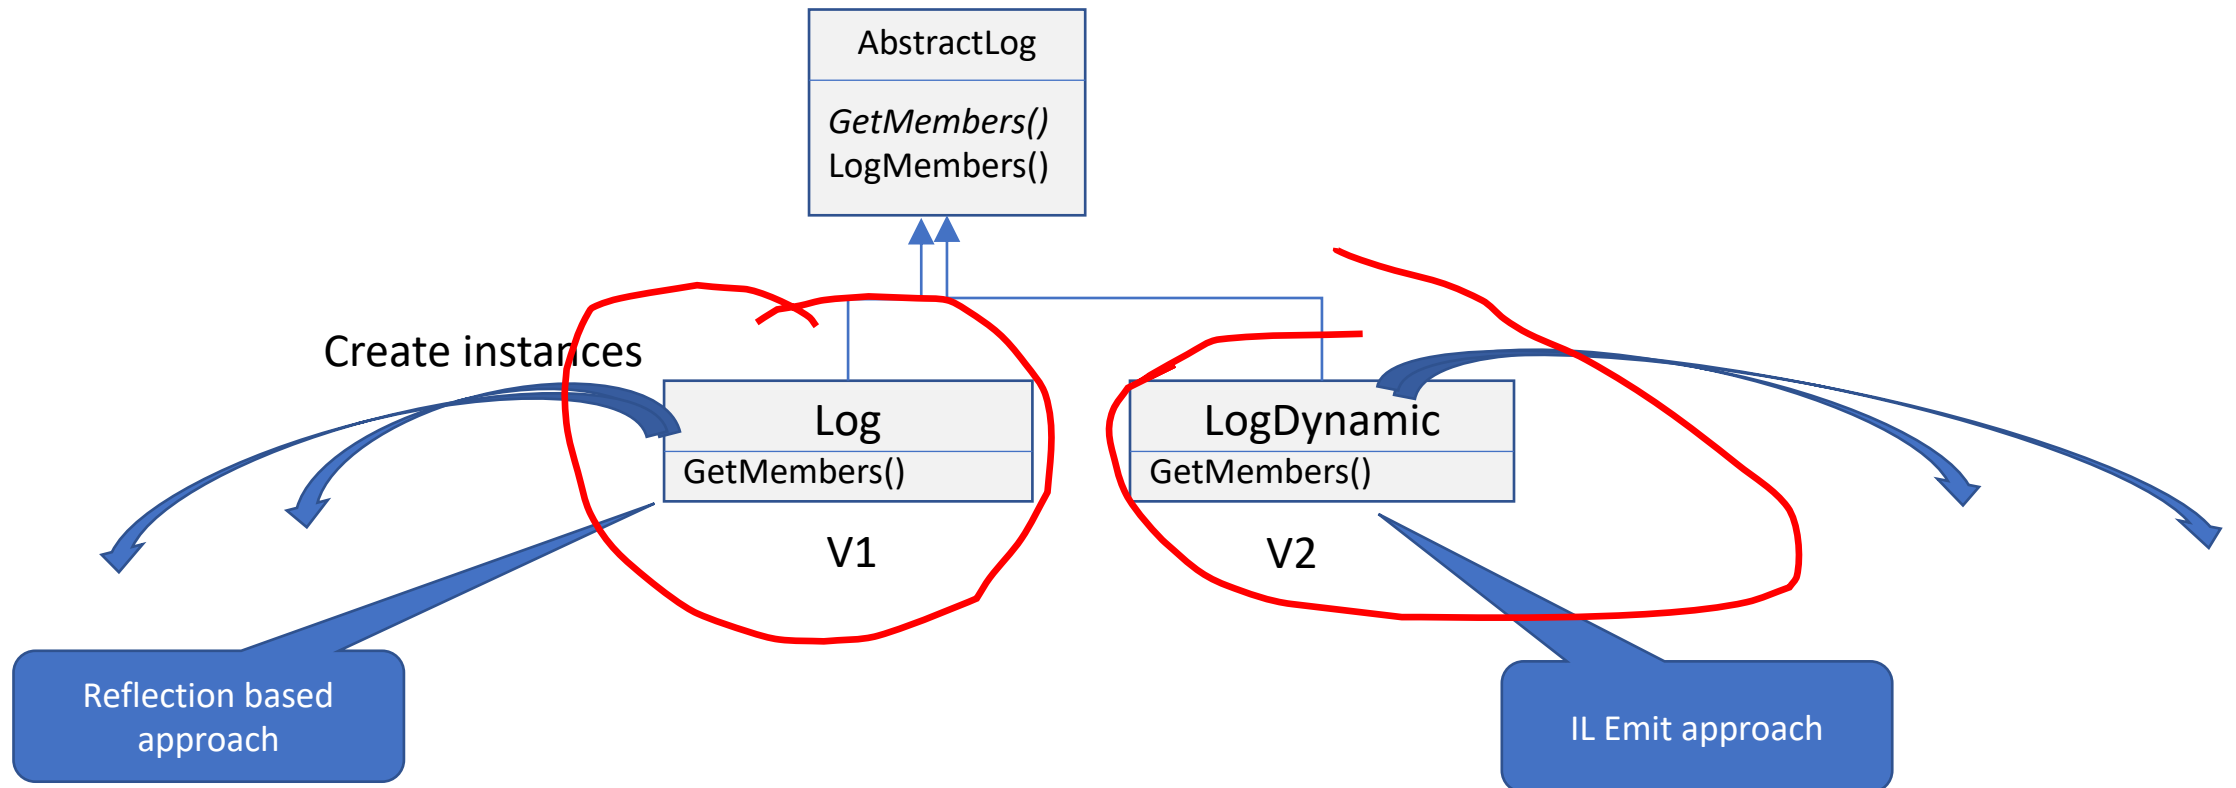 AbstractLog
GetMembers()
LogMembers()
Create instances
Log
GetMembers()
V1
LogDynamic
GetMembers()
V2
Reflection based
approach
IL Emit approach